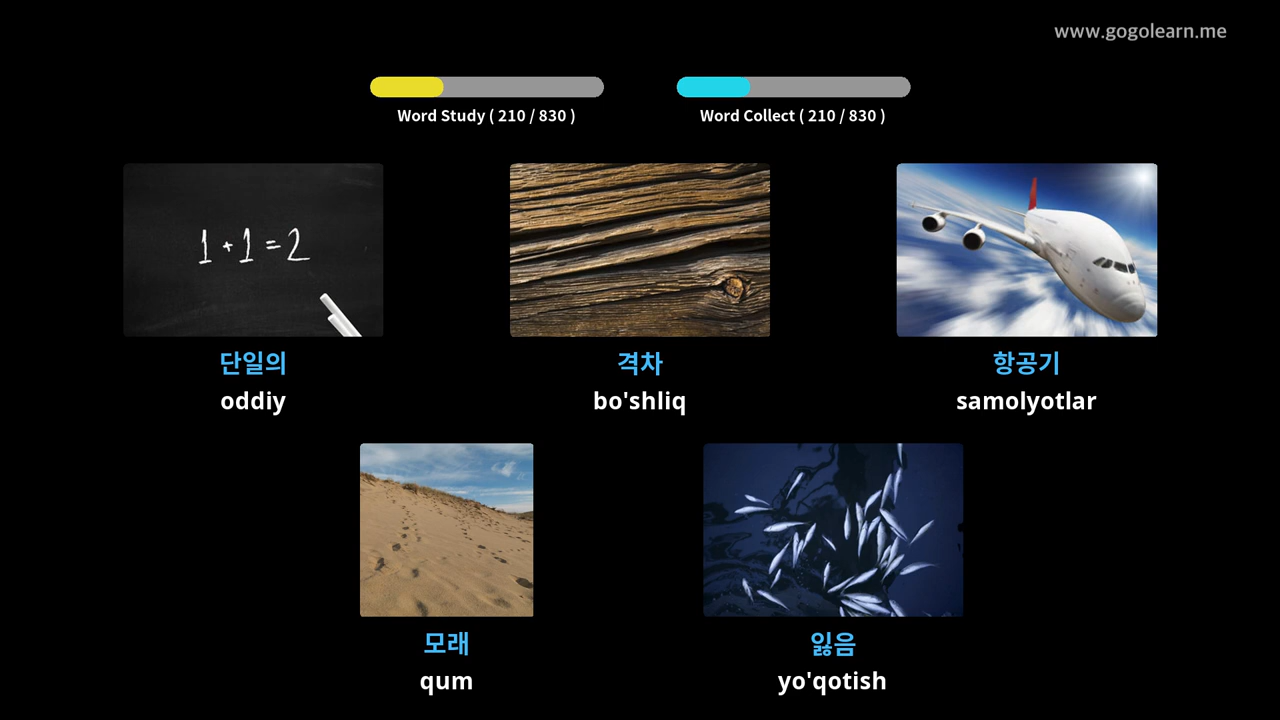 www.gogolearn.me
Word Study ( 210 / 830 )
Word Collect ( 210 / 830 )
1 + 1 = 2
단일의
oddiy
격차
bo'shliq
항공기
samolyotlar
모래
qum
잃음
yo'qotish